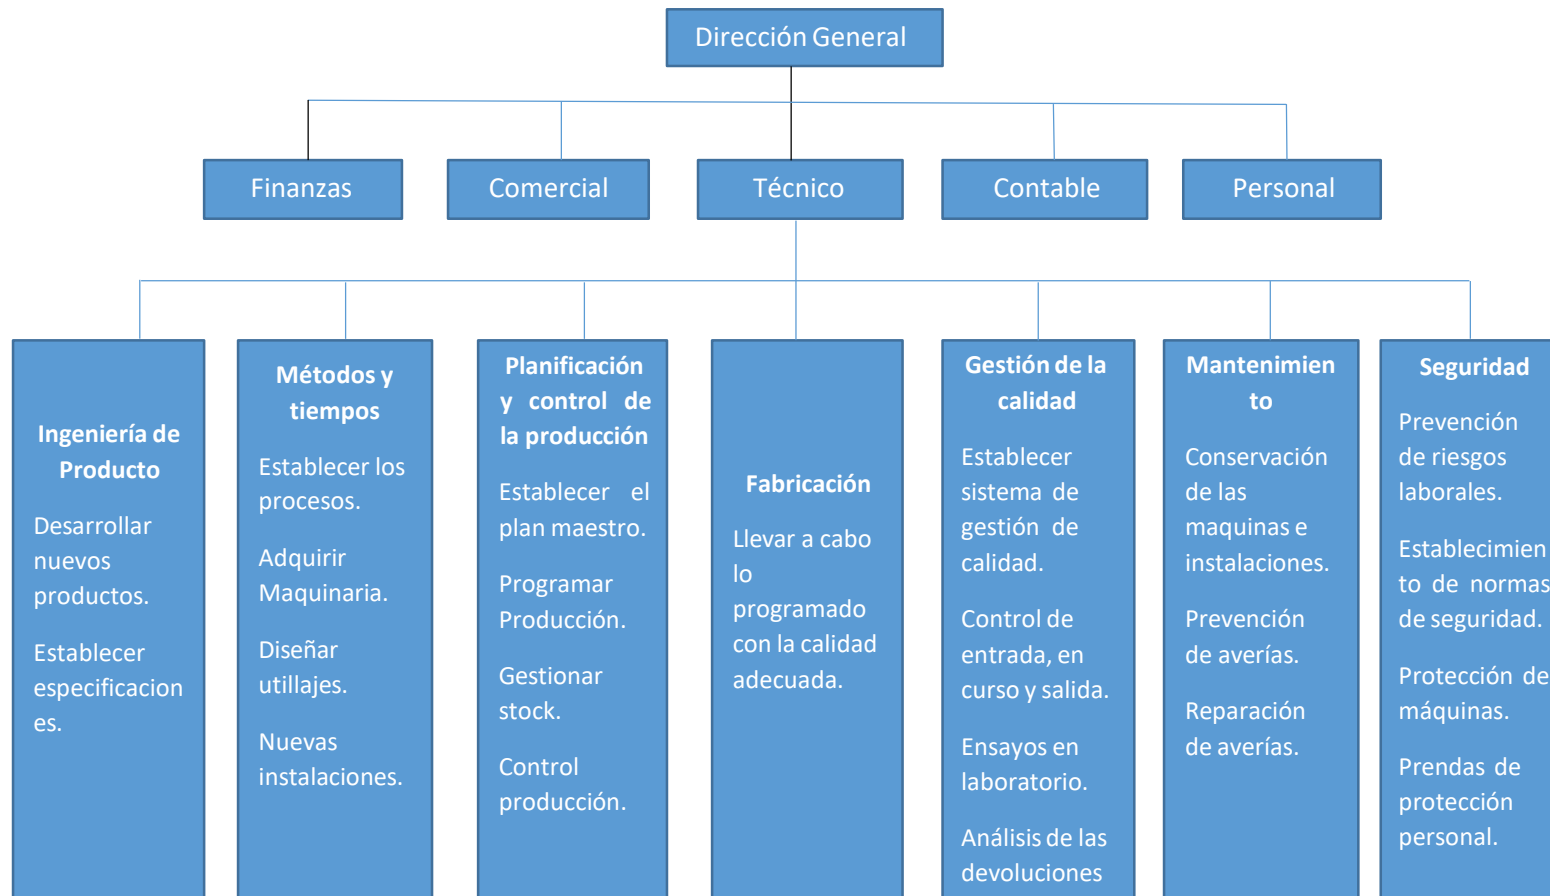 Dirección General
Finanzas
Comercial
Técnico
Contable
Personal
Ingeniería de
Producto
Desarrollar
nuevos
productos.
Establecer
especificacion
es.
Métodos y
tiempos
Establecer los
procesos.
Adquirir
Maquinaria.
Diseñar
utillajes.
Nuevas
instalaciones.
Planificación
y control de
la producción
Establecer el
plan maestro.
Programar
Producción.
Gestionar
stock.
Control
producción.
Fabricación
Llevar a cabo
lo
programado
con la calidad
adecuada.
Gestión de la
calidad
Establecer
sistema de
gestión de
calidad.
Control de
entrada, en
curso y salida.
Ensayos en
laboratorio.
Análisis de las
devoluciones
Mantenimien
to
Conservación
de las
maquinas e
instalaciones.
Prevención
de averías.
Reparación
de averías.
Seguridad
Prevención
de riesgos
laborales.
Establecimien
to de normas
de seguridad.
Protección de
máquinas.
Prendas de
protección
personal.